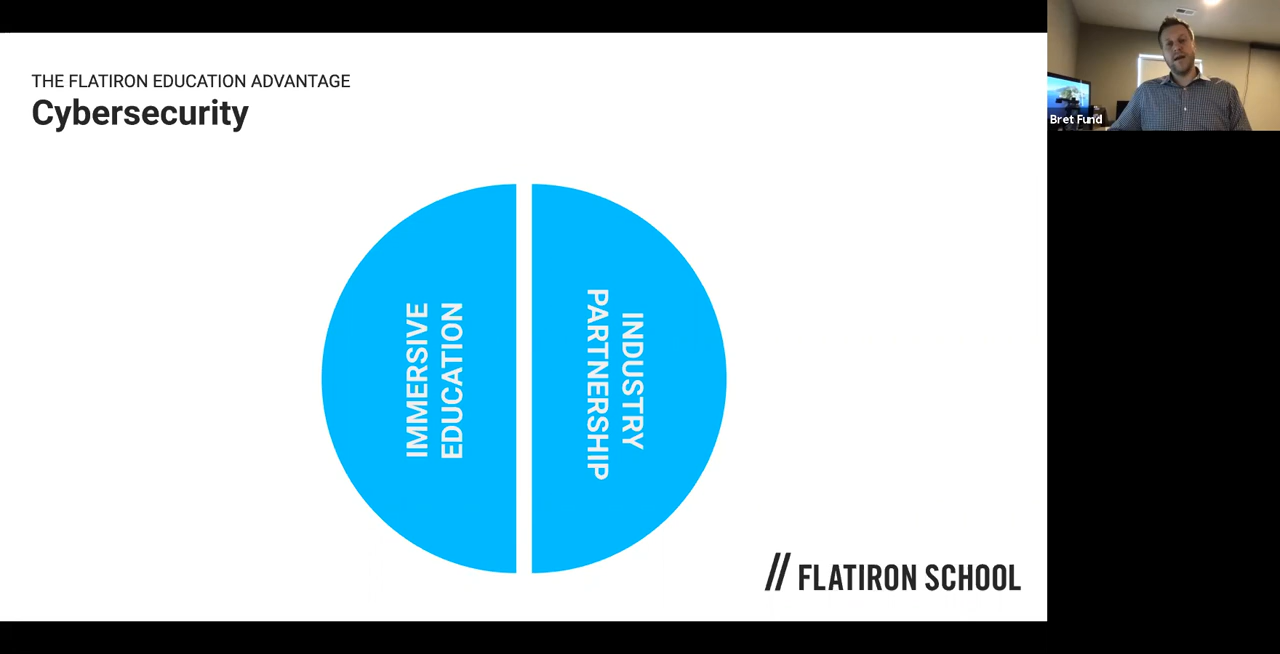 THE FLATIRON EDUCATION ADVANTAGE
Cybersecurity
IMMERSIVE
EDUCATION
INDUSTRY
PARTNERSHIP
// FLATIRON SCHOOL
Bret Fund